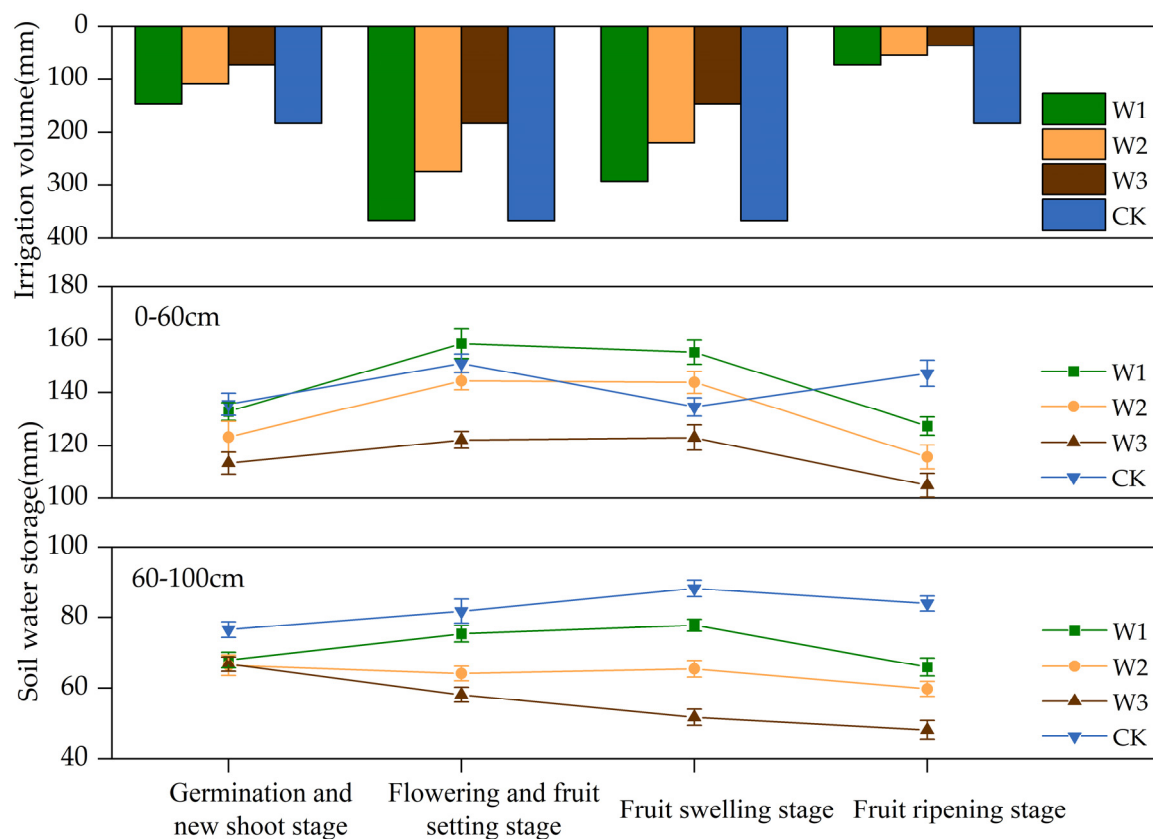 Irrigation volume(mm)
0
100
200
300
400
W1
W2
W3
CK
Soil water storage(mm)
180
160
140
120
100
0-60cm
W1
W2
W3
CK
100
80
60
40
60-100cm
W1
W2
W3
CK
Germination and
new shoot stage
Flowering and fruit
setting stage
Fruit swelling stage
Fruit ripening stage